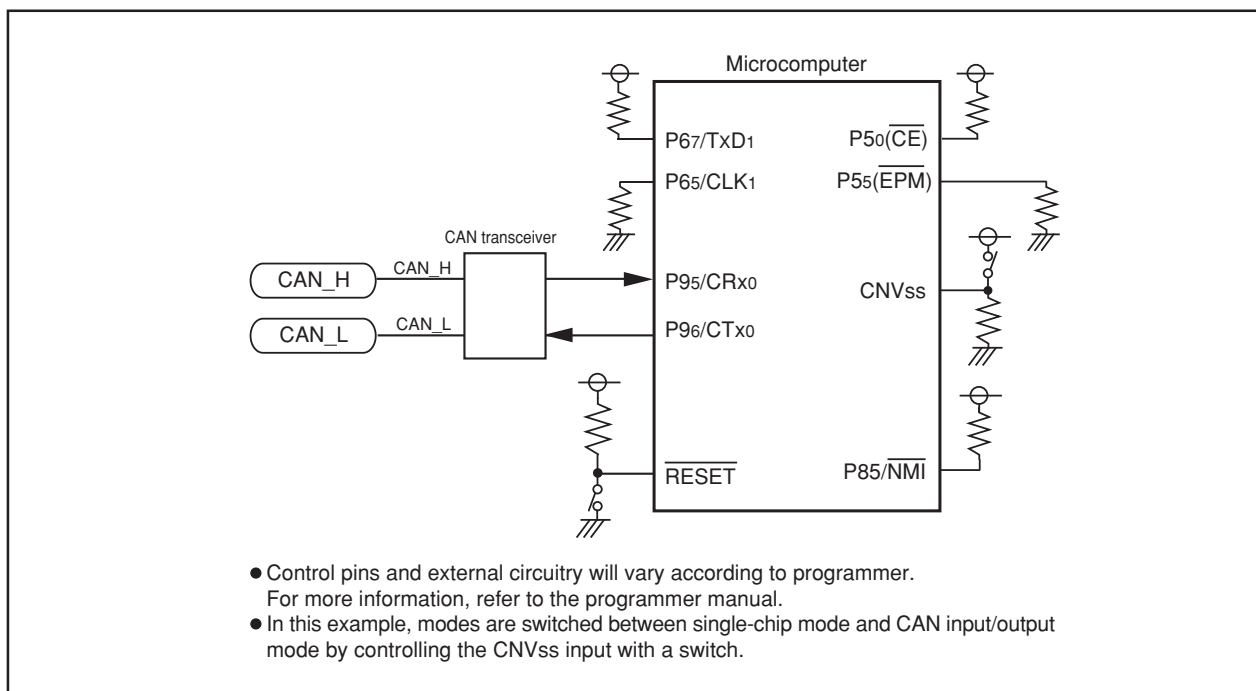 Microcomputer
P67/TxD1
P50(CE)
P65/CLK1
P55(EPM)
CAN transceiver
CAN_H
CAN_H
P95/CRx0
CNVss
CAN_L
CAN_L
P96/CTx0
RESET
P85/NMI
● Control pins and external circuitry will vary according to programmer.
For more information, refer to the programmer manual.
● In this example, modes are switched between single-chip mode and CAN input/output
mode by controlling the CNVss input with a switch.